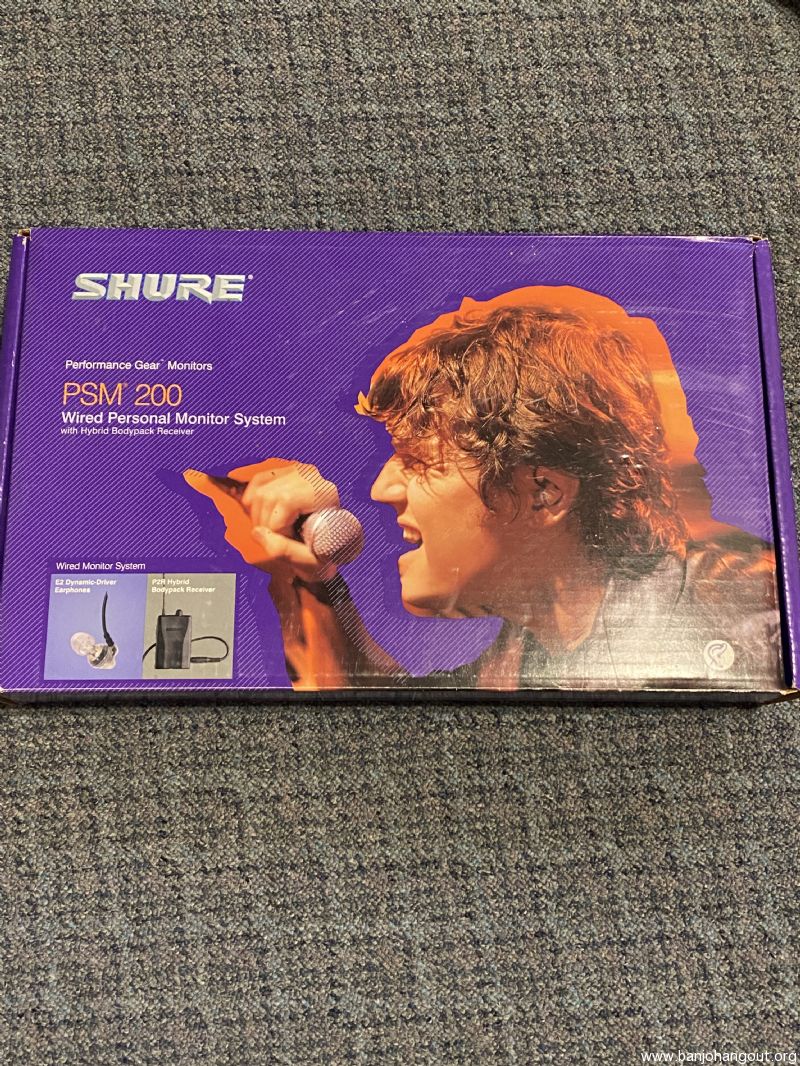 SHURE®
Performance Gear™ Monitors
PSM® 200
Wired Personal Monitor System
with Hybrid Bodypack Receiver
Wired Monitor System
E2 Dynamic-Driver
Earphones
P2R Hybrid
Bodypack Receiver
www.banjohangout.org